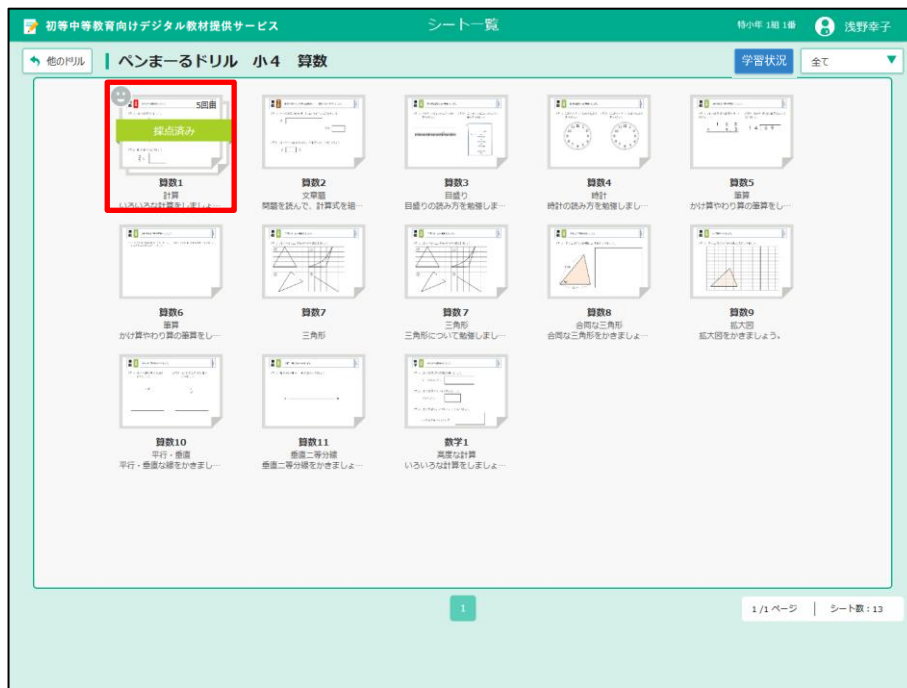 初等中等教育向けデジタル教材提供サービス
シート一覧
特小年 1組 1番
浅野幸子
他のドリル
ペンまーるドリル 小4 算数
学習状況
全て
5回目
採点済み
算数1
計算
いろいろな計算をしましょ…
算数2
文章題
問題を読んで、計算式を組…
算数3
目盛り
目盛りの読み方を勉強しま…
算数4
時計
時計の読み方を勉強しまし…
算数5
筆算
かけ算やわり算の筆算をし…
算数6
筆算
かけ算やわり算の筆算をし…
算数7
三角形
算数7
三角形
三角形について勉強しまし…
算数8
合同な三角形
合同な三角形をかきましょ…
算数9
拡大図
拡大図をかきましょう。
算数10
平行・垂直
平行・垂直な線をかきまし…
算数11
垂直二等分線
垂直二等分線をかきましょ…
数学1
高度な計算
いろいろな計算をしましょ…
1
1/1 ページ
シート数:13